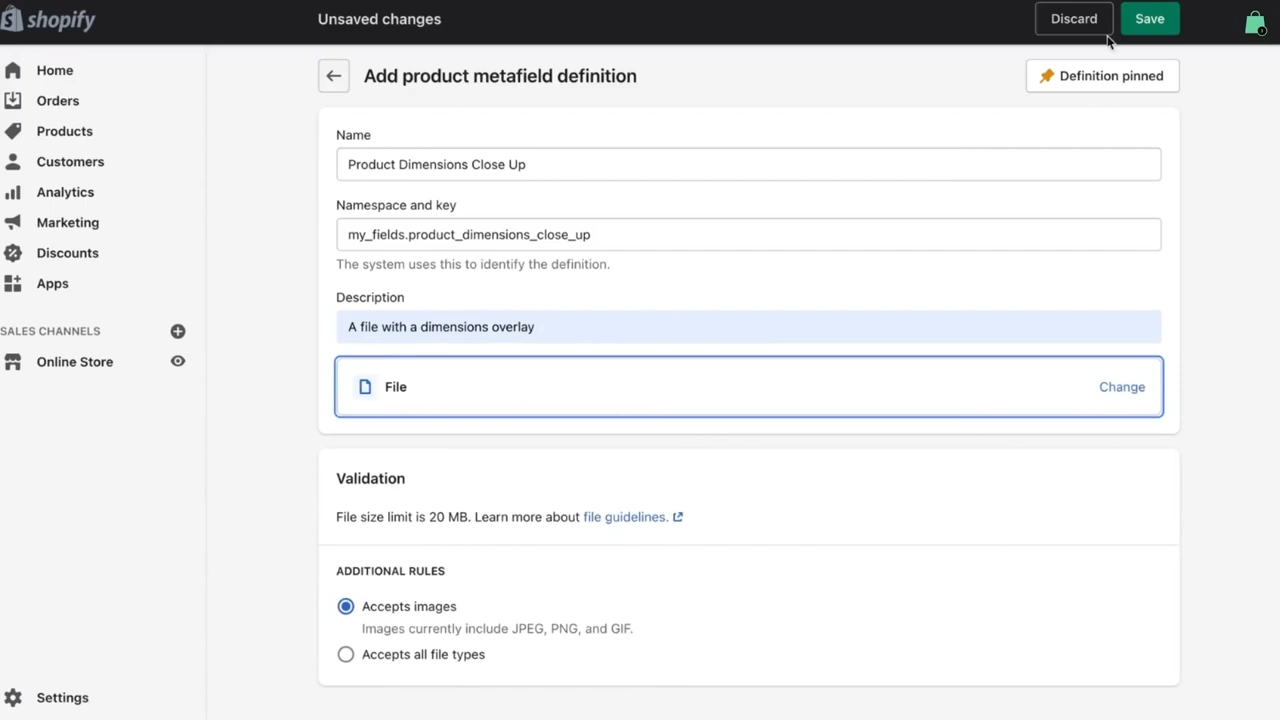 shopify
Unsaved changes
Discard
Save
Home
Orders
Products
Customers
Analytics
Marketing
Discounts
Apps
SALES CHANNELS
Online Store
Settings
Add product metafield definition
Definition pinned
Name
Product Dimensions Close Up
Namespace and key
my_fields.product_dimensions_close_up
The system uses this to identify the definition.
Description
A file with a dimensions overlay
File
Change
Validation
File size limit is 20 MB. Learn more about file guidelines.
ADDITIONAL RULES
Accepts images
Images currently include JPEG, PNG, and GIF.
Accepts all file types